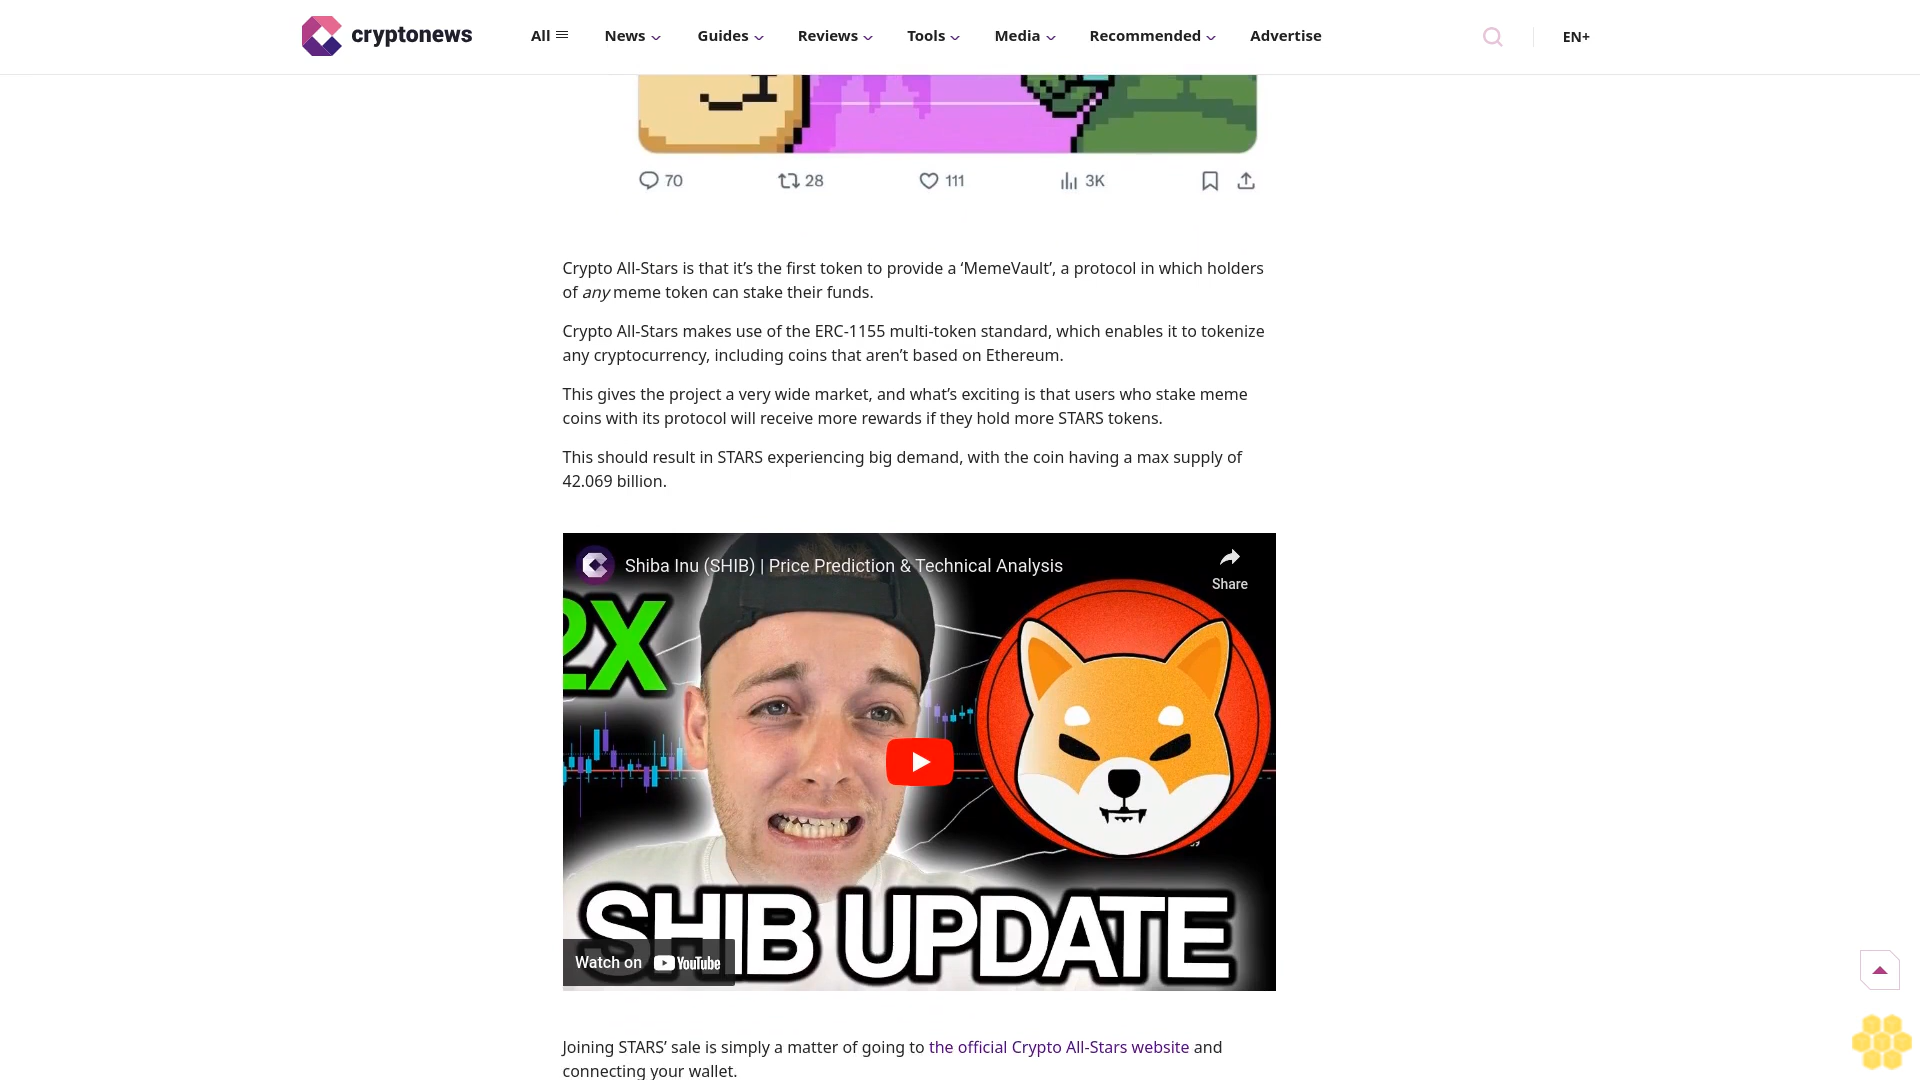 cryptonews
All
News
Guides
Reviews
Tools
Media
Recommended
Advertise
EN+
70
28
111
3K
Crypto All-Stars is that it’s the first token to provide a ‘MemeVault’, a protocol in which holders
of any meme token can stake their funds.
Crypto All-Stars makes use of the ERC-1155 multi-token standard, which enables it to tokenize
any cryptocurrency, including coins that aren’t based on Ethereum.
This gives the project a very wide market, and what’s exciting is that users who stake meme
coins with its protocol will receive more rewards if they hold more STARS tokens.
This should result in STARS experiencing big demand, with the coin having a max supply of
42.069 billion.
Shiba Inu (SHIB) | Price Prediction & Technical Analysis
Share
2X
SHIB UPDATE
Watch on YouTube
Joining STARS’ sale is simply a matter of going to the official Crypto All-Stars website and
connecting your wallet.